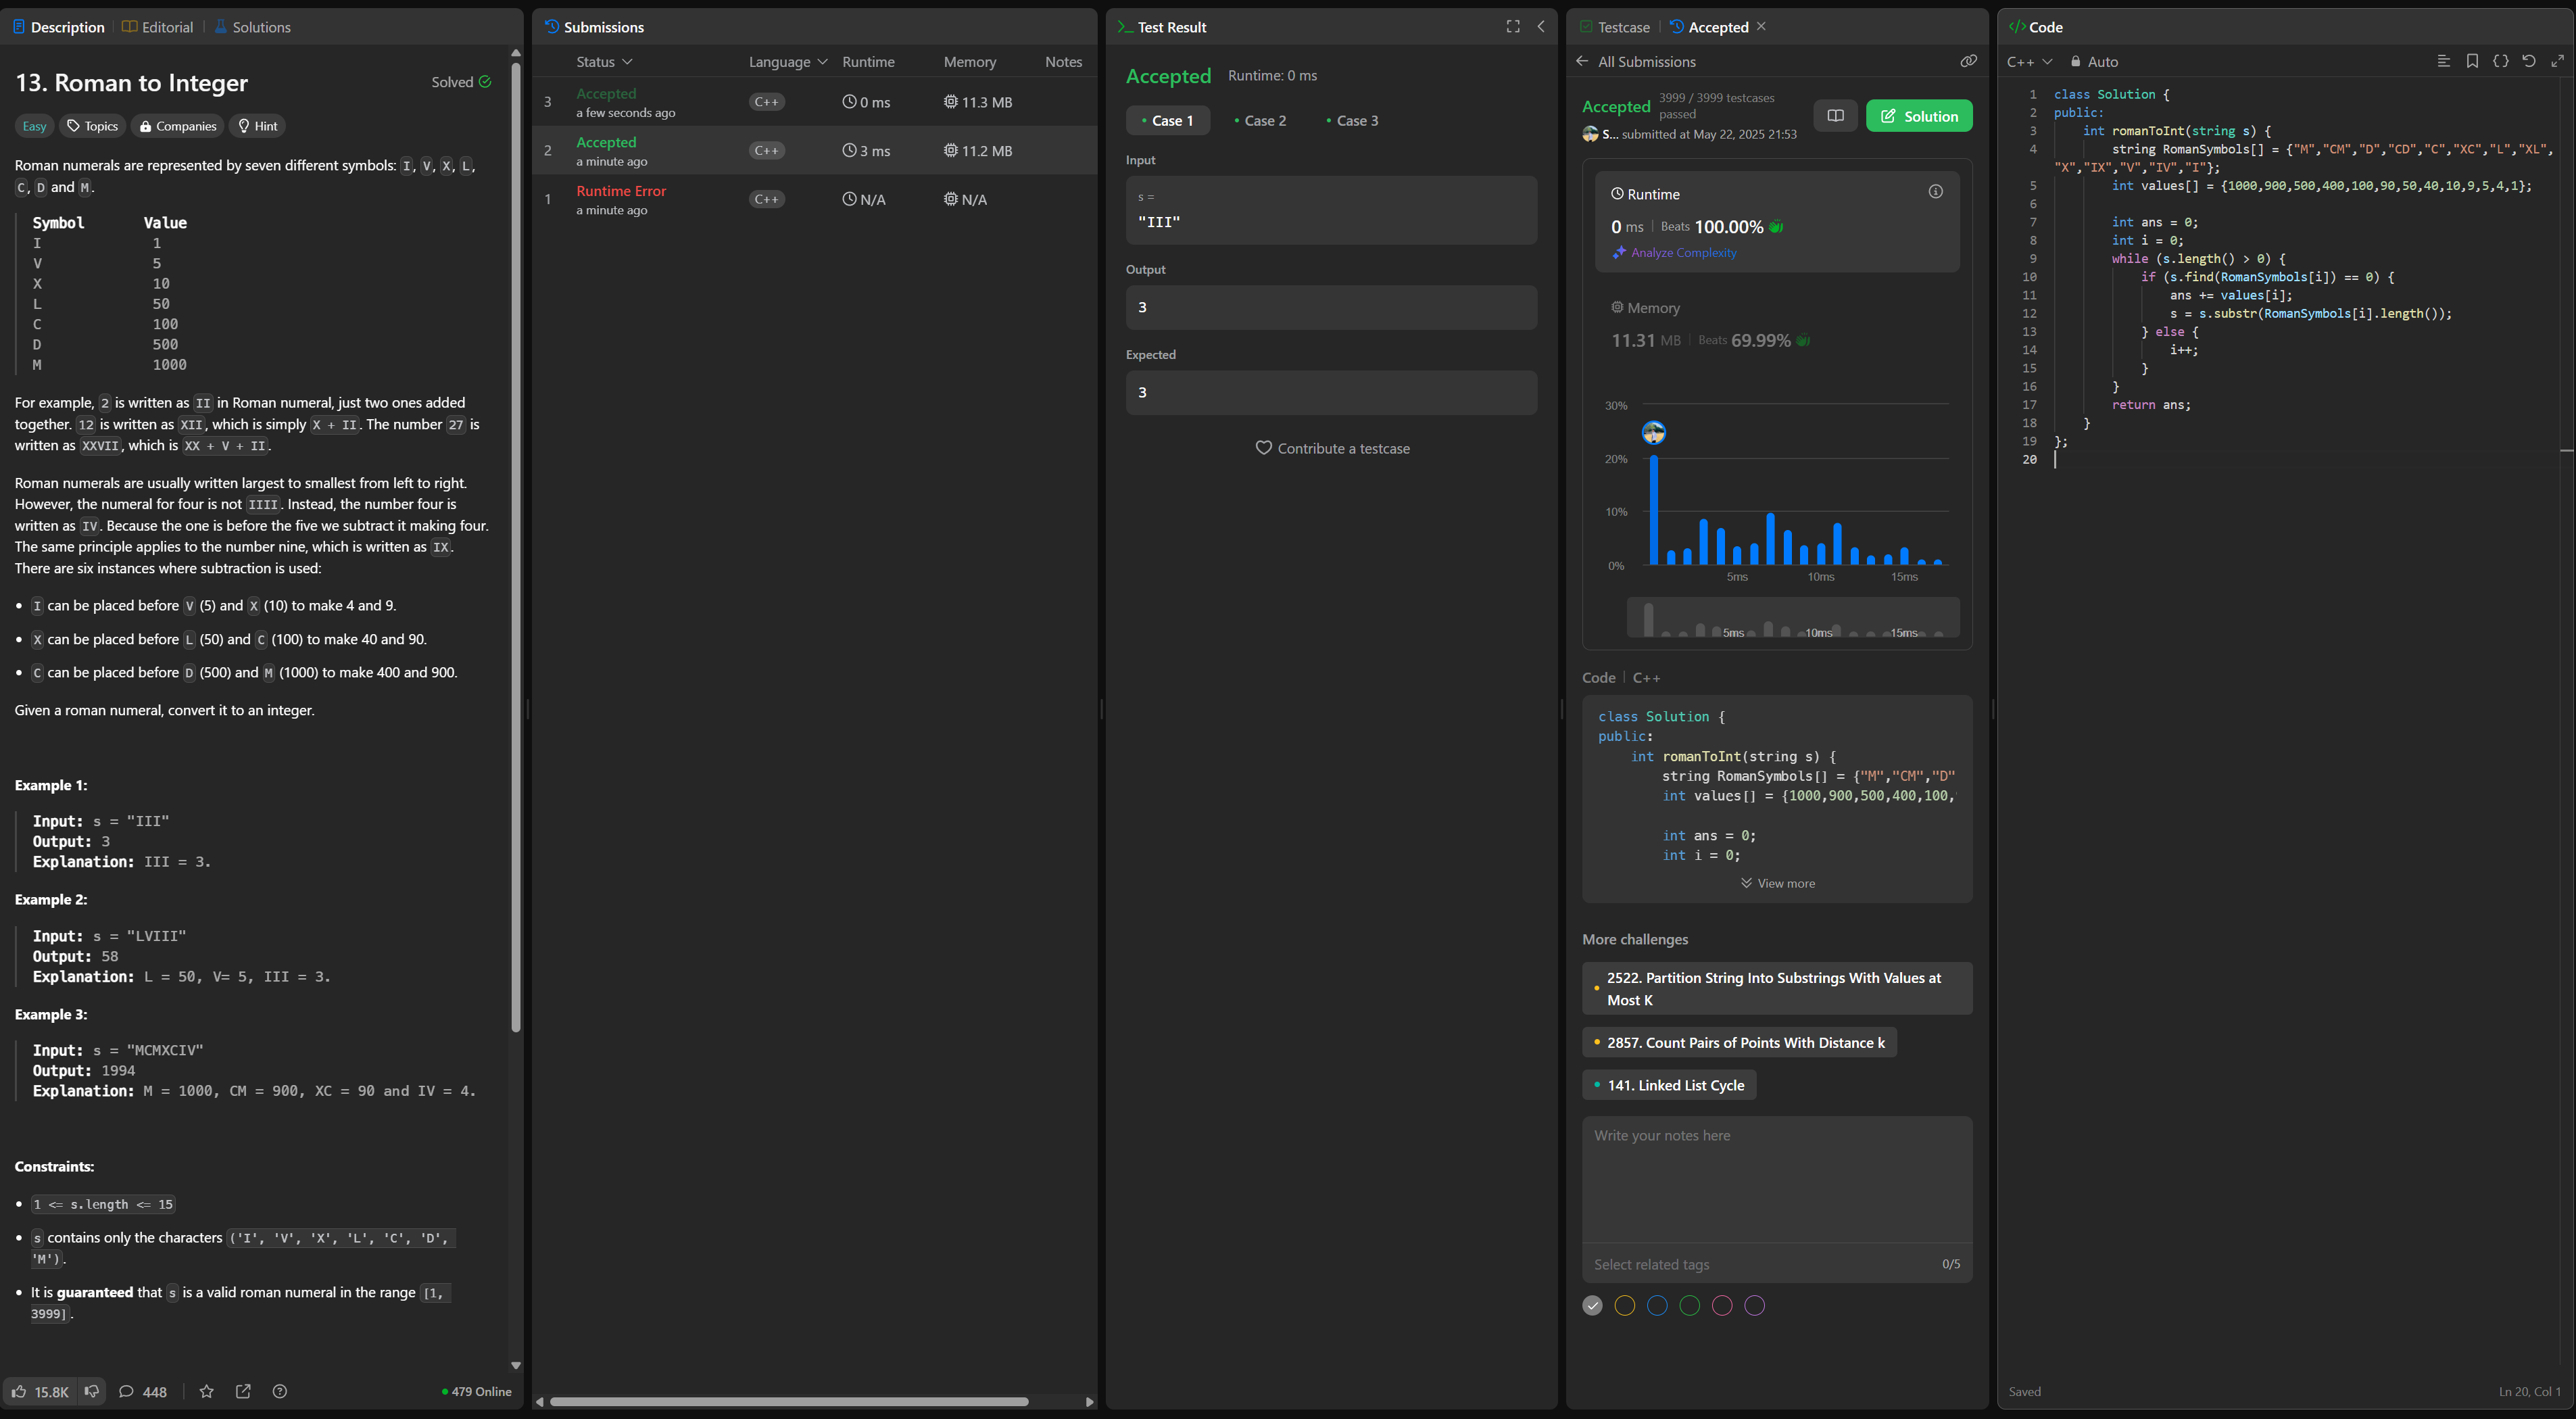 Description
Editorial
Solutions
13. Roman to Integer
Solved
Easy
Topics
Companies
Hint
Roman numerals are represented by seven different symbols: I, V, X, L,
C, D and M.
Symbol Value
I 1
V 5
X 10
L 50
C 100
D 500
M 1000
For example, 2 is written as II in Roman numeral, just two ones added
together. 12 is written as XII, which is simply X + II. The number 27 is
written as XXVII, which is XX + V + II.
Roman numerals are usually written largest to smallest from left to right.
However, the numeral for four is not IIII. Instead, the number four is
written as IV. Because the one is before the five we subtract it making four.
The same principle applies to the number nine, which is written as IX.
There are six instances where subtraction is used:
• I can be placed before V (5) and X (10) to make 4 and 9.
• X can be placed before L (50) and C (100) to make 40 and 90.
• C can be placed before D (500) and M (1000) to make 400 and 900.
Given a roman numeral, convert it to an integer.
Example 1:
Input: s = "III"
Output: 3
Explanation: III = 3.
Example 2:
Input: s = "LVIII"
Output: 58
Explanation: L = 50, V= 5, III = 3.
Example 3:
Input: s = "MCMXCIV"
Output: 1994
Explanation: M = 1000, CM = 900, XC = 90 and IV = 4.
Constraints:
• 1 <= s.length <= 15
• s contains only the characters ('I', 'V', 'X', 'L', 'C', 'D',
'M').
• It is guaranteed that s is a valid roman numeral in the range [1,
3999].
15.8K
448
479 Online
Submissions
Status Language Runtime Memory Notes
3 Accepted C++ 0 ms 11.3 MB
a few seconds ago
2 Accepted C++ 3 ms 11.2 MB
a minute ago
1 Runtime Error C++ N/A N/A
a minute ago
Test Result
Accepted Runtime: 0 ms
• Case 1 • Case 2 • Case 3
Input
s =
"III"
Output
3
Expected
3
Contribute a testcase
Testcase
Accepted
All Submissions
Accepted 3999 / 3999 testcases
passed
S... submitted at May 22, 2025 21:53
Solution
Runtime
0 ms | Beats 100.00%
Analyze Complexity
Memory
11.31 MB | Beats 69.99%
30%
20%
10%
0%
5ms 10ms 15ms
5ms 10ms 15ms
Code | C++
class Solution {
public:
int romanToInt(string s) {
string RomanSymbols[] = {"M","CM","D"
int values[] = {1000,900,500,400,100,
int ans = 0;
int i = 0;
View more
More challenges
2522. Partition String Into Substrings With Values at
Most K
2857. Count Pairs of Points With Distance k
141. Linked List Cycle
Write your notes here
Select related tags 0/5
</> Code
C++ Auto
1 class Solution {
2 public:
3 int romanToInt(string s) {
4 string RomanSymbols[] = {"M","CM","D","CD","C","XC","L","XL",
"X","IX","V","IV","I"};
5 int values[] = {1000,900,500,400,100,90,50,40,10,9,5,4,1};
6
7 int ans = 0;
8 int i = 0;
9 while (s.length() > 0) {
10 if (s.find(RomanSymbols[i]) == 0) {
11 ans += values[i];
12 s = s.substr(RomanSymbols[i].length());
13 } else {
14 i++;
15 }
16 }
17 return ans;
18 }
19 };
20
Saved
Ln 20, Col 1